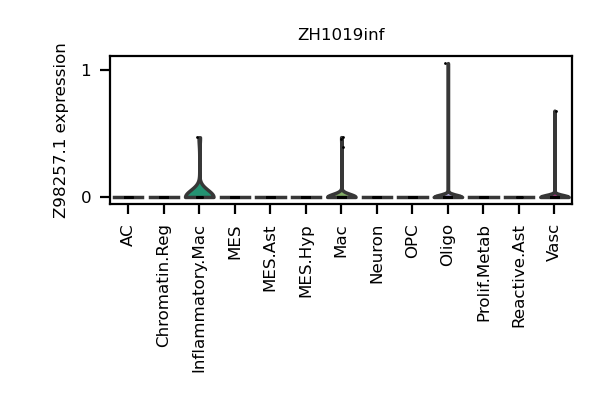 ZH1019inf
Z98257.1 expression
1
0
AC
Chromatin.Reg
Inflammatory.Mac
MES
MES.Ast
MES.Hyp
Mac
Neuron
OPC
Oligo
Prolif.Metab
Reactive.Ast
Vasc